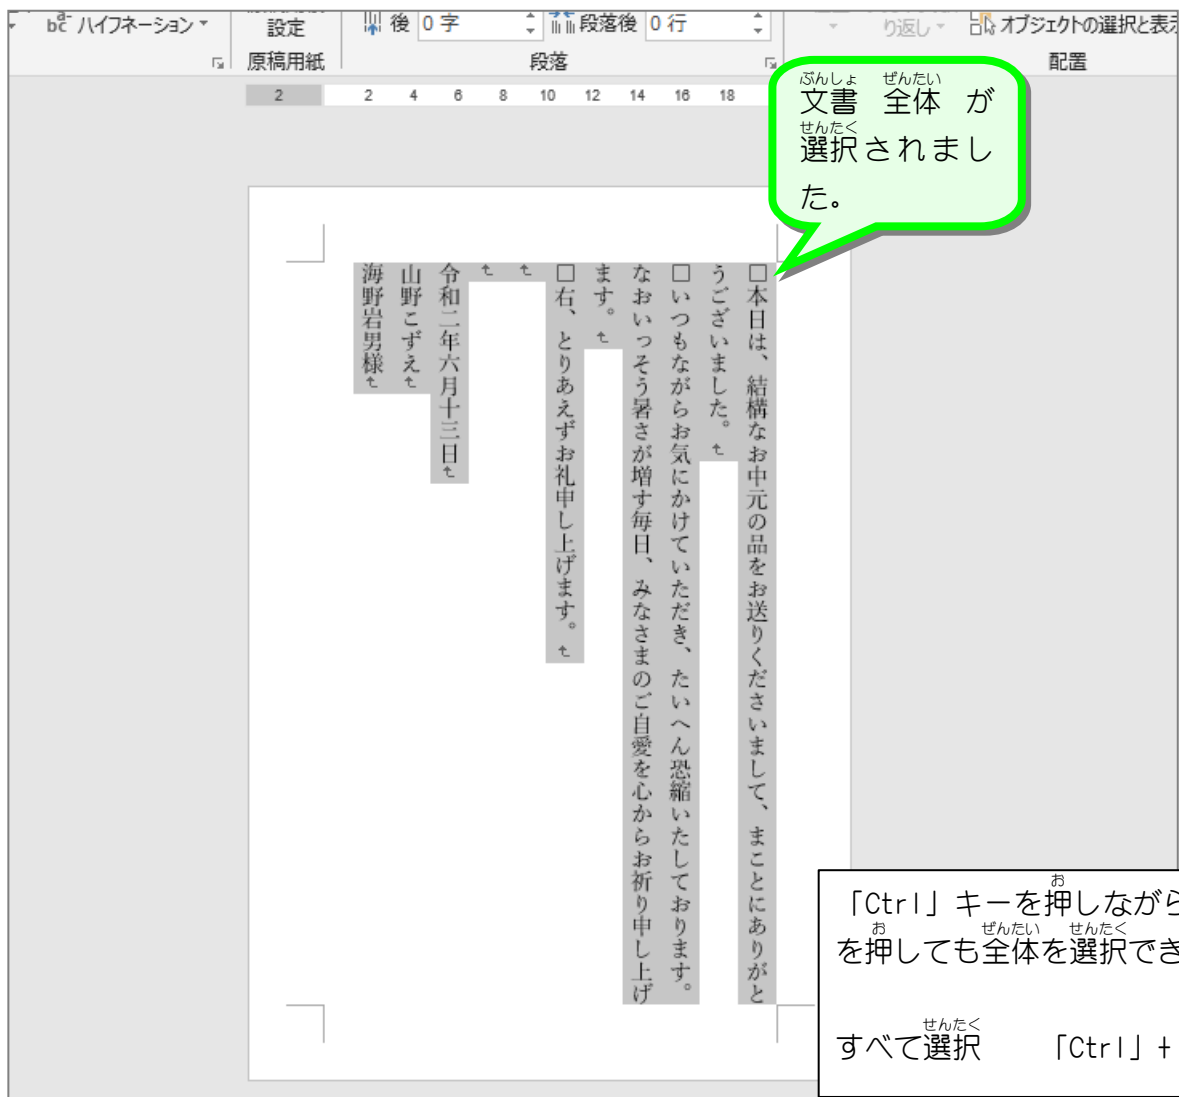 ハイフネーション
設定
後 0 字
段落後 0 行
り返し
オブジェクトの選択と表示
原稿用紙
段落
配置
2 2 4 6 8 10 12 14 16 18
ぶんしょ ぜんたい
文書 全体 が
せんたく
選択されまし
た。
□本日は、結構なお中元の品をお送りくださいまして、まことにありがと
うございました。
□いつもながらお気にかけていただき、たいへん恐縮いたしております。
なおいっそう暑さが増す毎日、みなさまのご自愛を心からお祈り申し上げ
ます。
□右、とりあえずお礼申し上げます。
令和二年六月十三日
山野こずえ
海野岩男様
お
「Ctrl」キーを押しながら
お ぜんたい せんたく
を押しても全体を選択でき
せんたく
すべて選択 「Ctrl」+